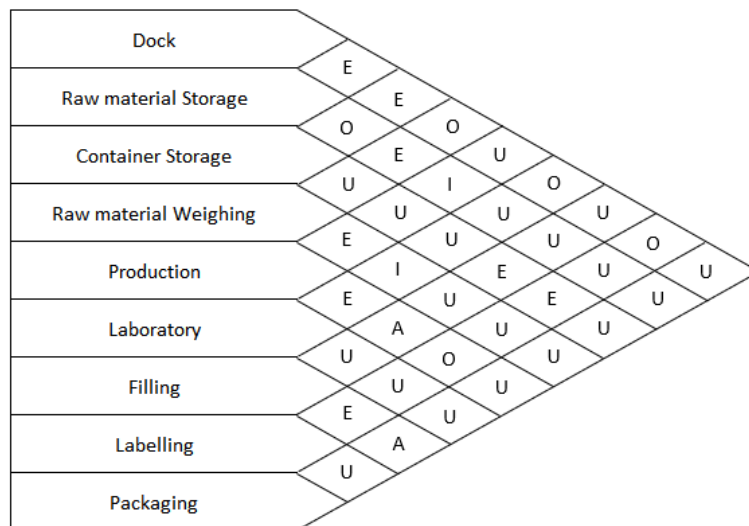 Dock
E
Raw material Storage E
O O
Container Storage E U
U I O
Raw material Weighing U U U
E U U O
Production I E U U
E U E U
Laboratory A U U
U O U
Filling U U
E U
Labelling A
U
Packaging